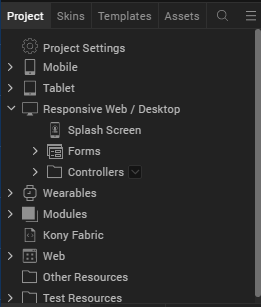 Project Skins Templates Assets
Project Settings
Mobile
Tablet
Responsive Web / Desktop
Splash Screen
Forms
Controllers
Wearables
Modules
Kony Fabric
Web
Other Resources
Test Resources